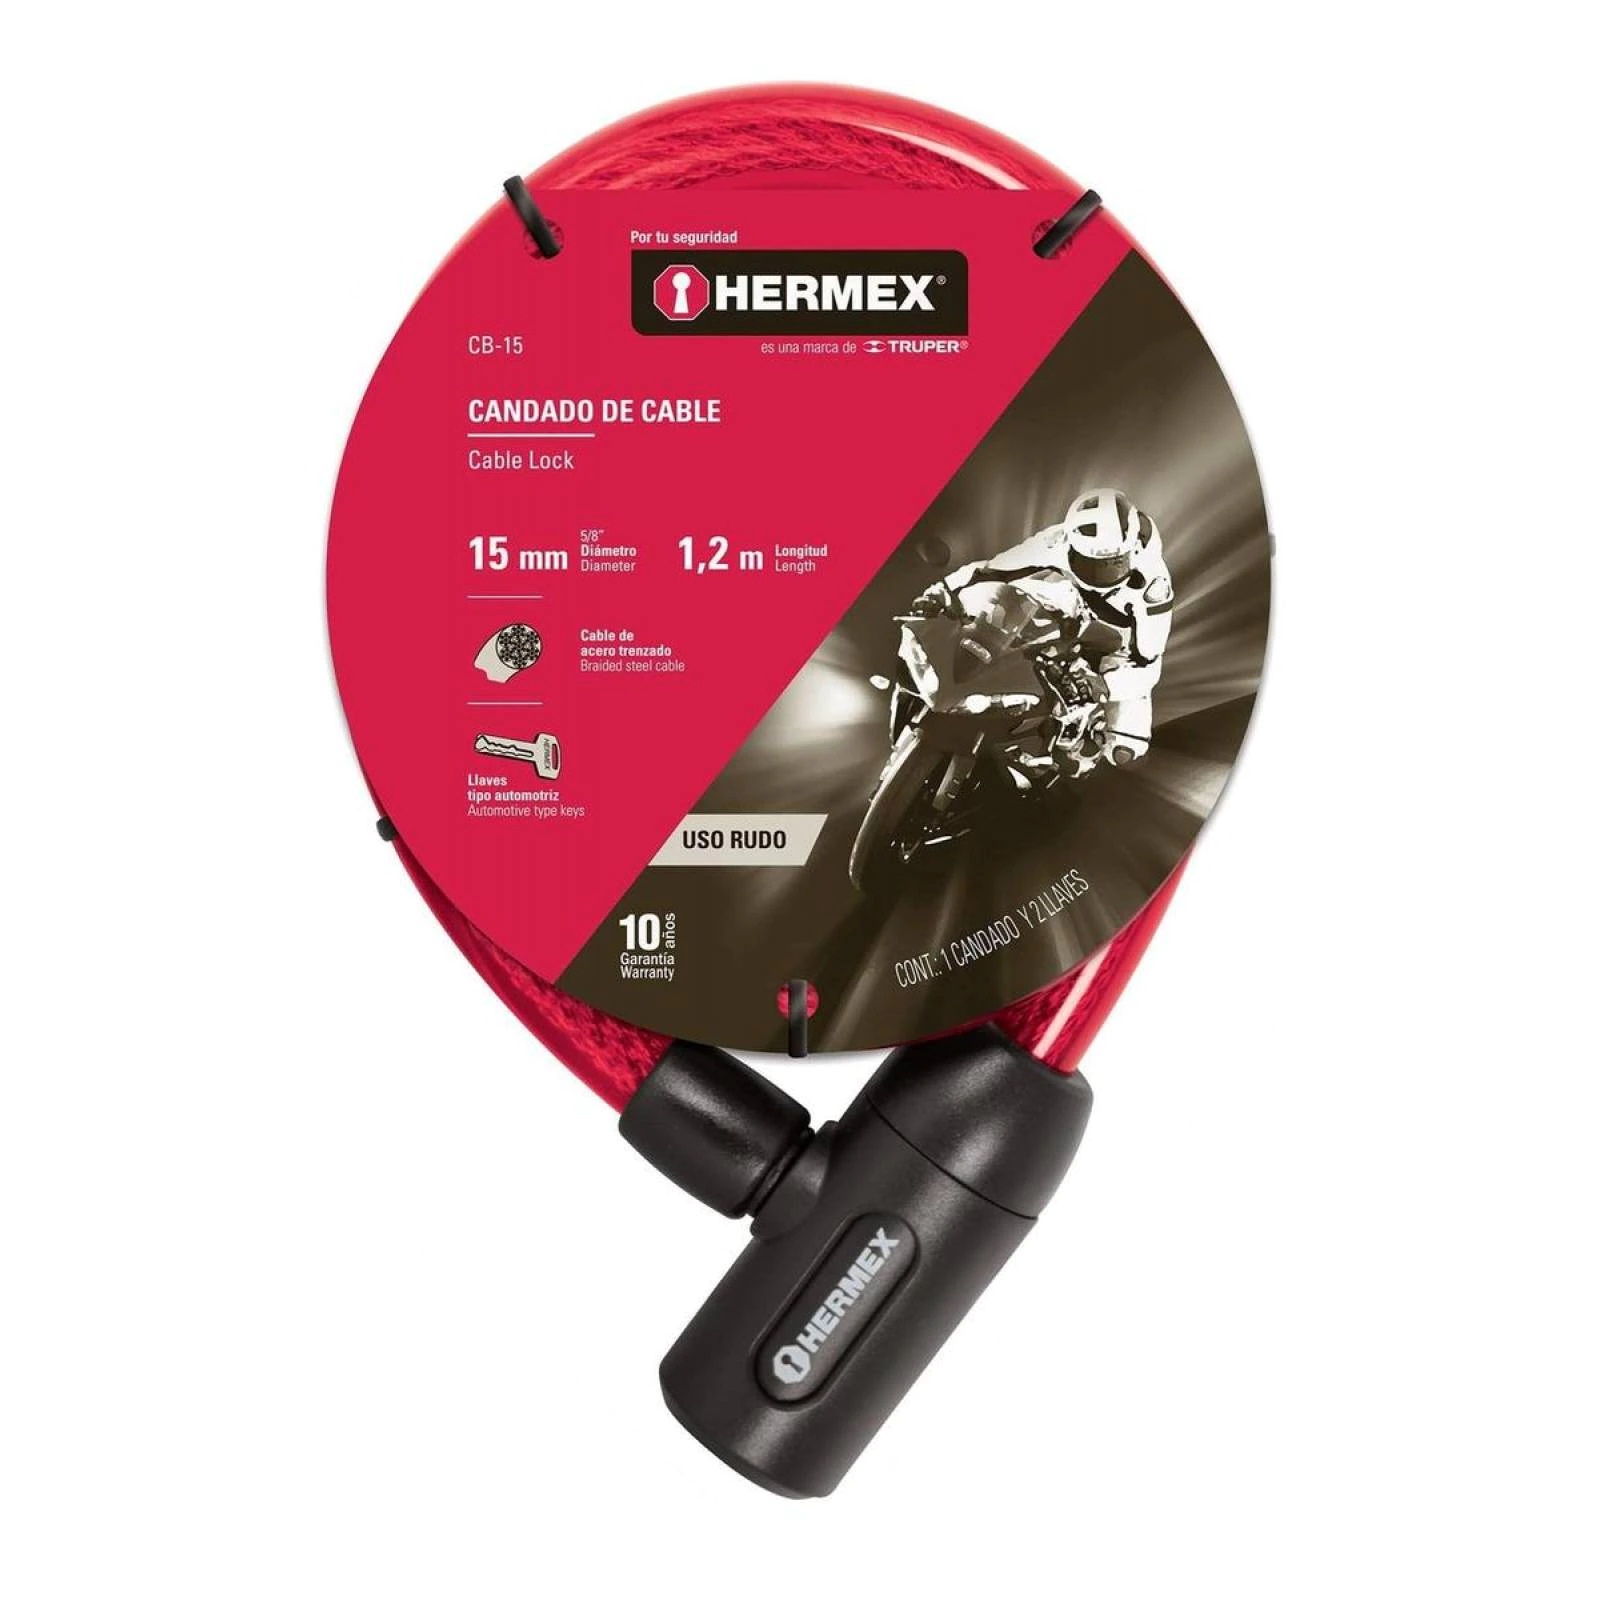 Por tu seguridad
HERMEX®
es una marca de TRUPER®
CB-15
CANDADO DE CABLE
Cable Lock
15 mm 5/8" Diámetro Diameter 1,2 m Longitud Length
Cable de
acero trenzado
Braided steel cable
HERMEX
Llaves
tipo automotriz
Automotive type keys
USO RUDO
10 años
Garantía
Warranty
CONT.: 1 CANDADO Y 2 LLAVES
HERMEX